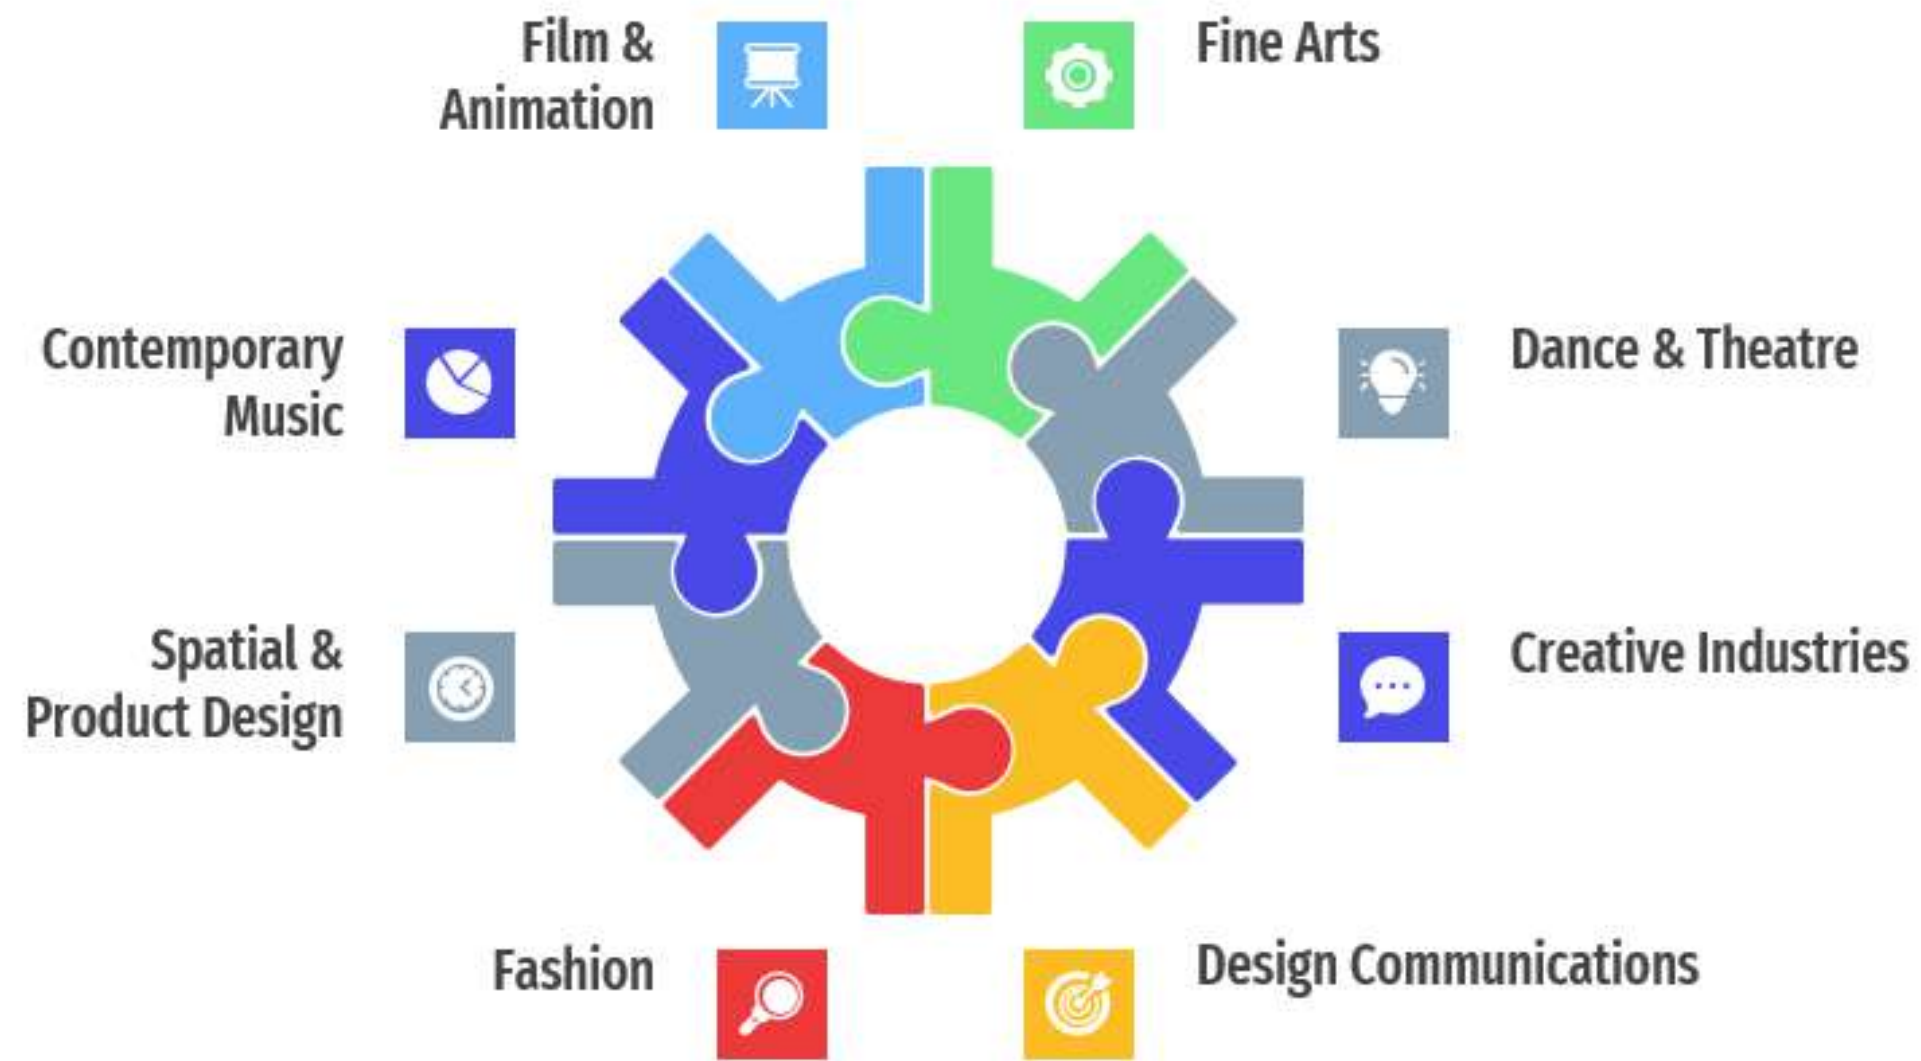 Film &
Animation
Fine Arts
Contemporary
Music
Dance & Theatre
Spatial &
Product Design
Creative Industries
Fashion
Design Communications